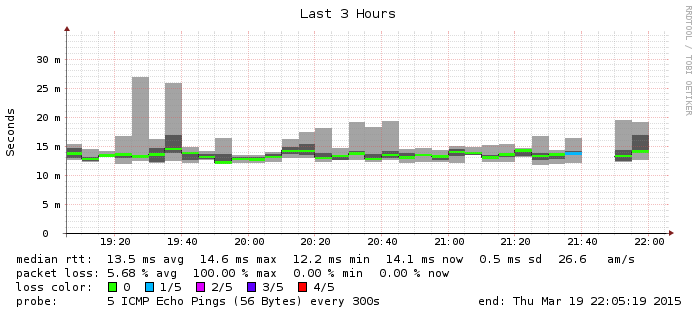 Last 3 Hours
RRDTOOL / TOBI OETIKER
Seconds
30 m
25 m
20 m
15 m
10 m
5 m
0
19:20 19:40 20:00 20:20 20:40 21:00 21:20 21:40 22:00
median rtt: 13.5 ms avg 14.6 ms max 12.2 ms min 14.1 ms now 0.5 ms sd 26.6 am/s
packet loss: 5.68 % avg 100.00 % max 0.00 % min 0.00 % now
loss color: 0 1/5 2/5 3/5 4/5
probe: 5 ICMP Echo Pings (56 Bytes) every 300s end: Thu Mar 19 22:05:19 2015